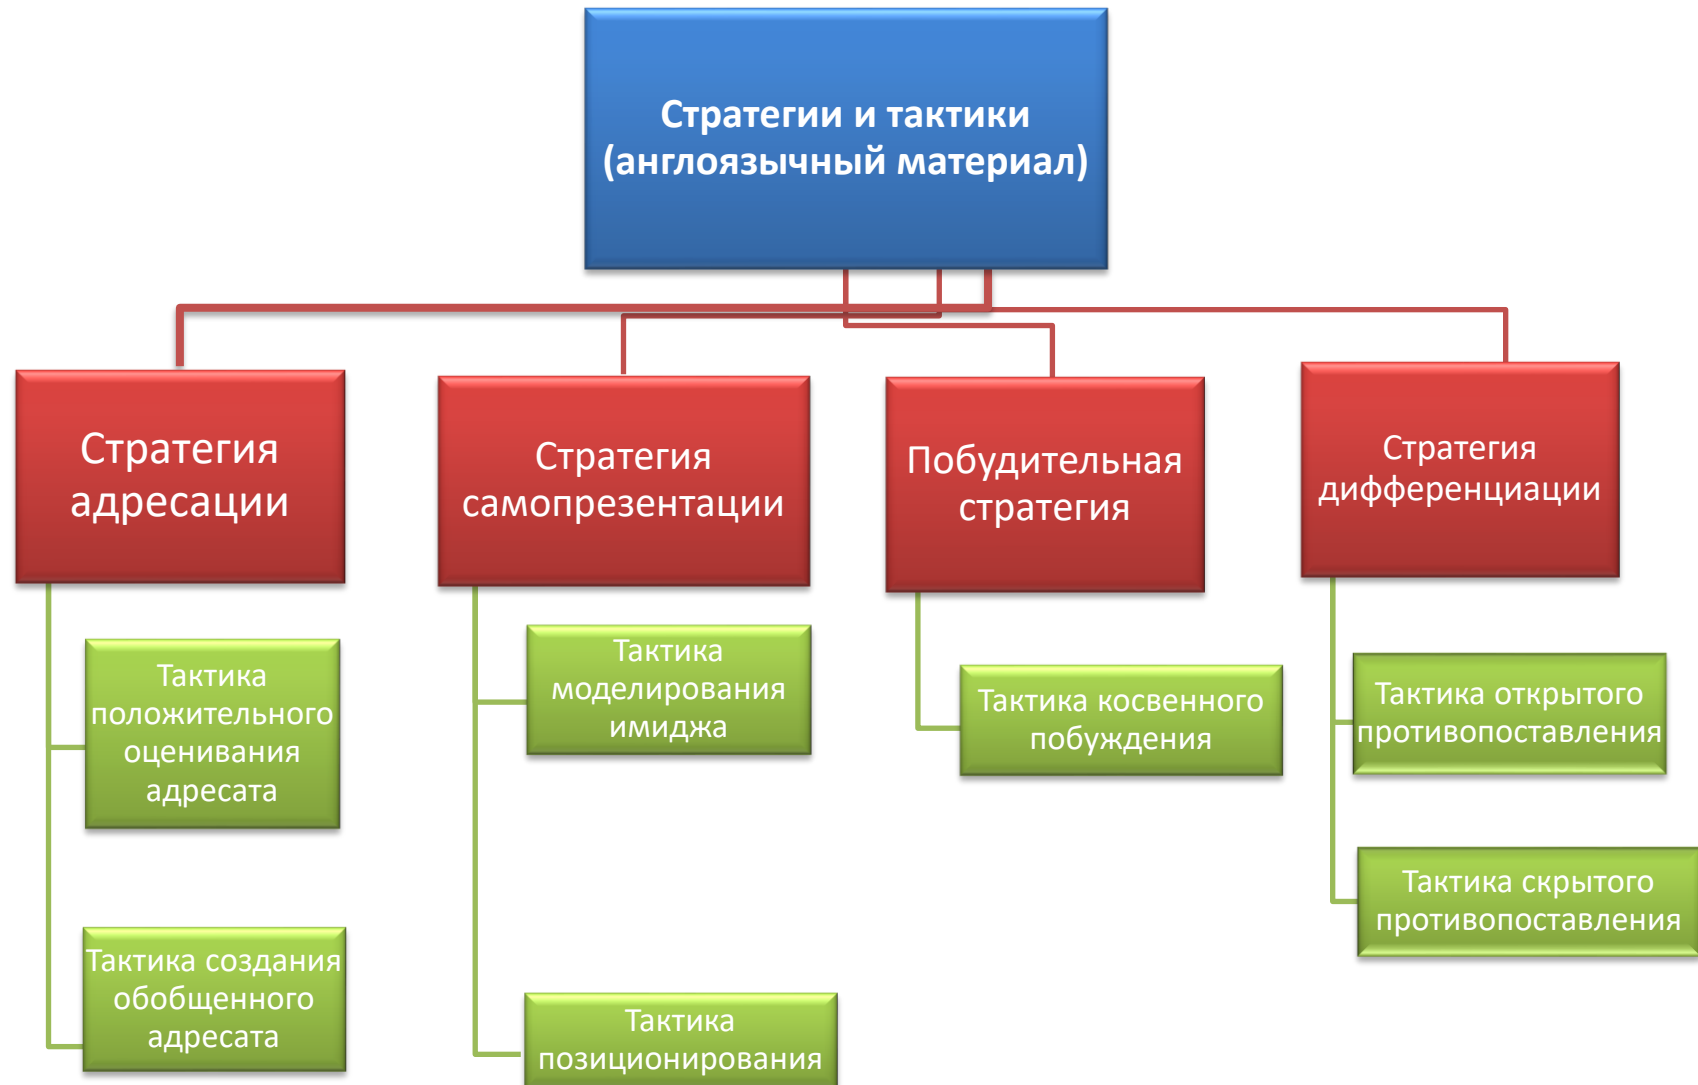 Стратегии и тактики
(англоязычный материал)
Стратегия
адресации
Тактика
положительного
оценивания
адресата
Тактика создания
обобщенного
адресата
Стратегия
самопрезентации
Тактика
моделирования
имиджа
Тактика
позиционирования
Побудительная
стратегия
Тактика косвенного
побуждения
Стратегия
дифференциации
Тактика открытого
противопоставления
Тактика скрытого
противопоставления